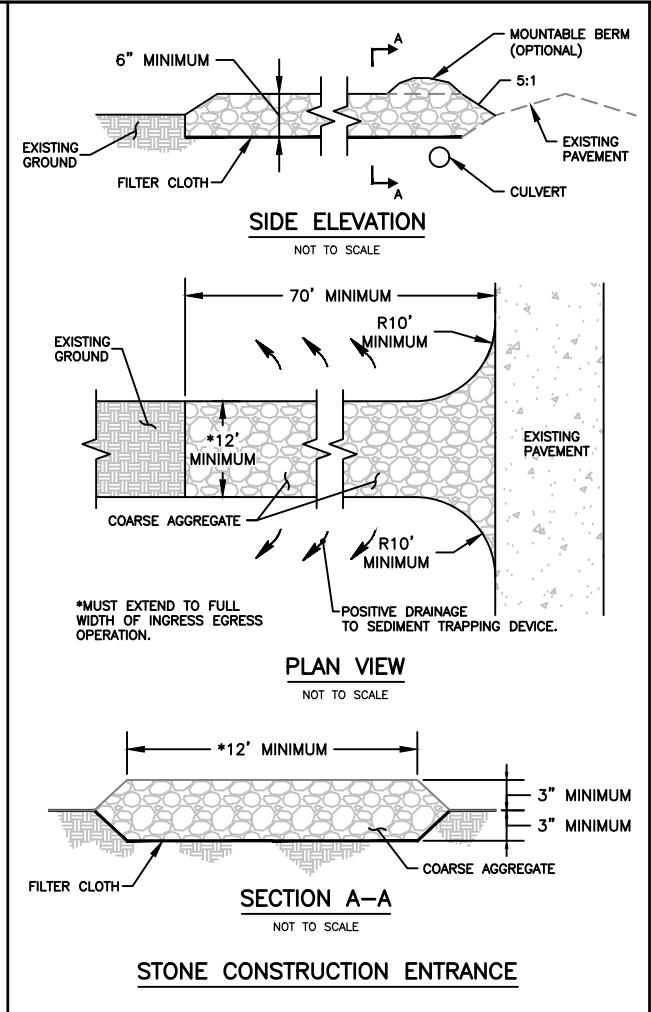 A
MOUNTABLE BERM
(OPTIONAL)
6" MINIMUM
5:1
EXISTING
GROUND
EXISTING
PAVEMENT
FILTER CLOTH
A
CULVERT
SIDE ELEVATION
NOT TO SCALE
70' MINIMUM
R10'
MINIMUM
EXISTING
GROUND
*12'
MINIMUM
EXISTING
PAVEMENT
COARSE AGGREGATE
R10'
MINIMUM
*MUST EXTEND TO FULL
WIDTH OF INGRESS EGRESS
OPERATION.
POSITIVE DRAINAGE
TO SEDIMENT TRAPPING DEVICE.
PLAN VIEW
NOT TO SCALE
*12' MINIMUM
3" MINIMUM
3" MINIMUM
COARSE AGGREGATE
FILTER CLOTH
SECTION A-A
NOT TO SCALE
STONE CONSTRUCTION ENTRANCE